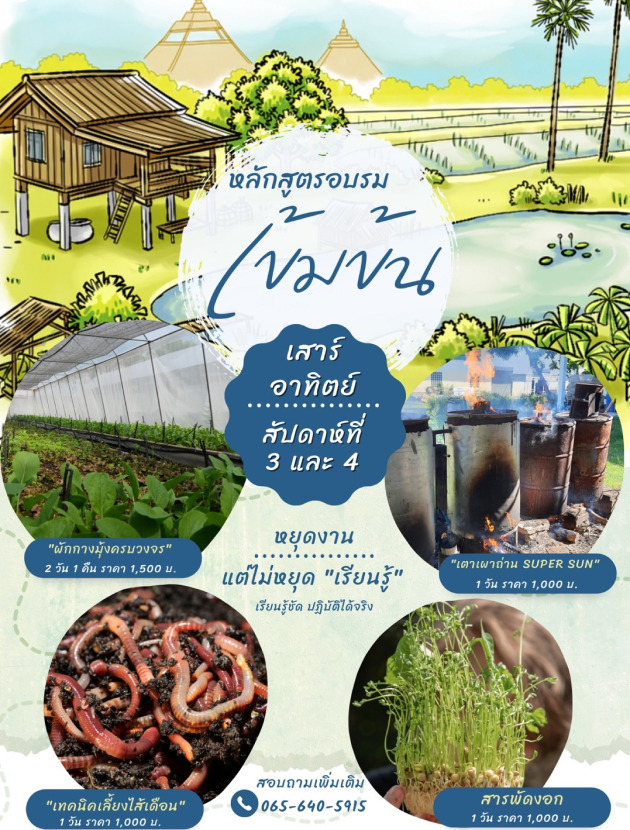 หลักสูตรอบรม
เข้มข้น
เสาร์
อาทิตย์
สัปดาห์ที่
3 และ 4
"ผักกางมุ้งครบวงจร"
2 วัน 1 คืน ราคา 1,500 บ.
หยุดงาน
แต่ไม่หยุด "เรียนรู้"
เรียนรู้ชัด ปฏิบัติได้จริง
"เตาเผาถ่าน SUPER SUN"
1 วัน ราคา 1,000 บ.
"เทคนิคเลี้ยงไส้เดือน"
1 วัน ราคา 1,000 บ.
สอบถามเพิ่มเติม
065-640-5915
สารพัดงอก
1 วัน ราคา 1,000 บ.